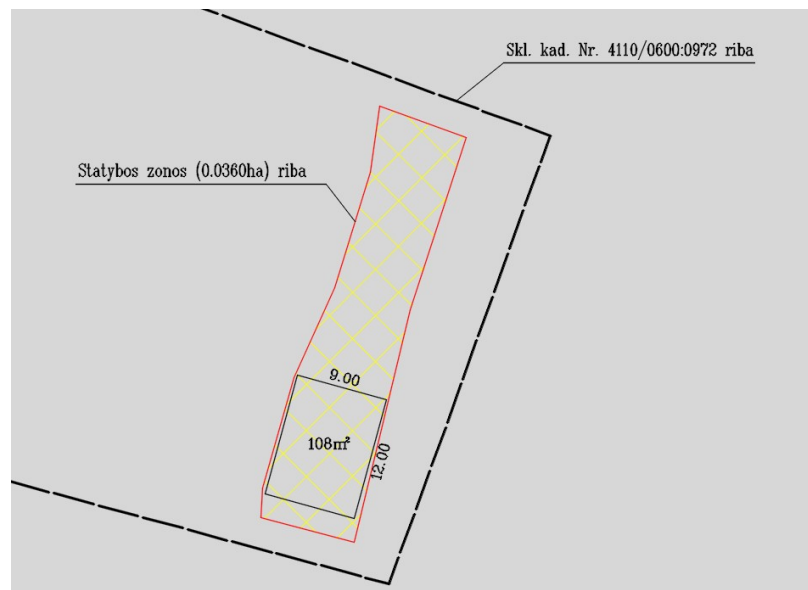 Skl. kad. Nr. 4110/0600:0972 riba
Statybos zonos (0.0360ha) riba
9.00
108m²
12.00